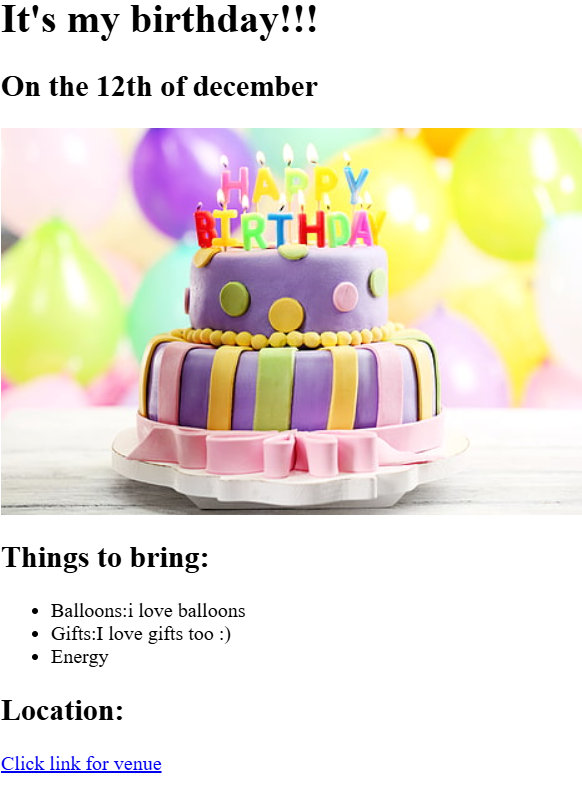 It's my birthday!!!
On the 12th of december
HAPPY
BIRTHDAY
Things to bring:
Balloons:i love balloons
Gifts:I love gifts too :)
Energy
Location:
Click link for venue